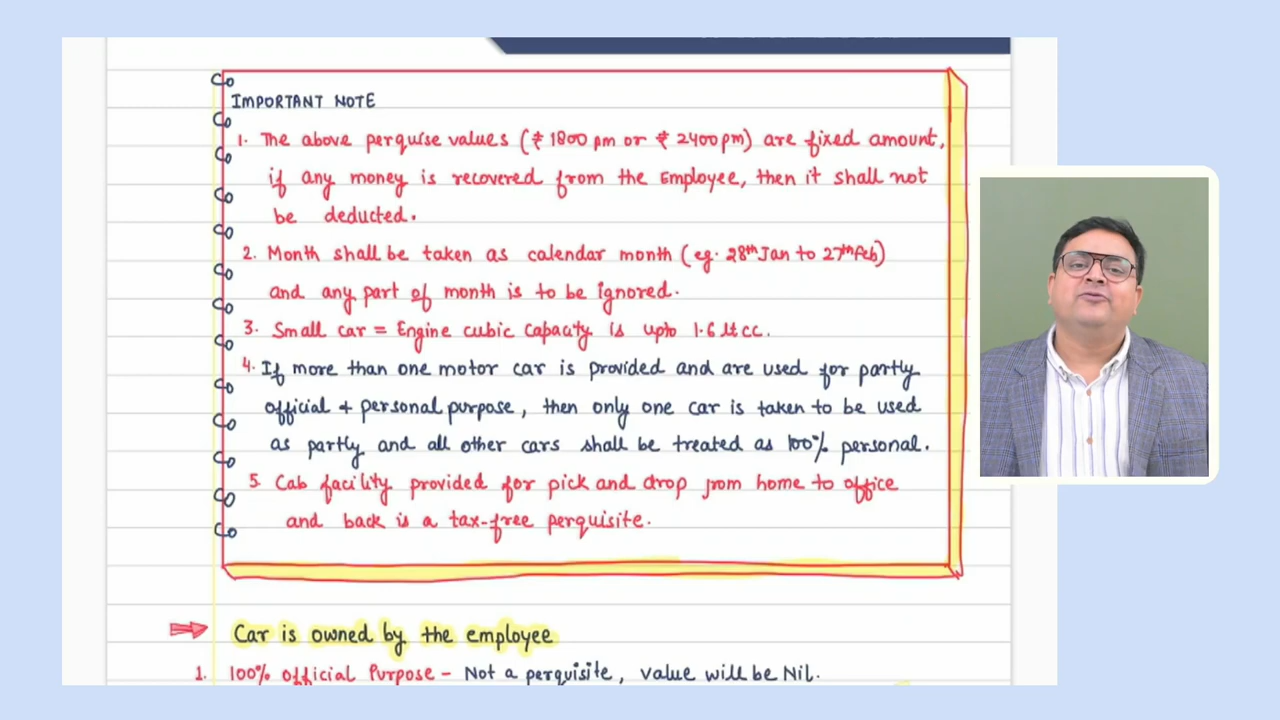 IMPORTANT NOTE
1. The above perquise values (₹ 1800 pm or ₹ 2400 pm) are fixed amount,
if any money is recovered from the Employee, then it shall not
be deducted.
2. Month shall be taken as calendar month (eg. 28th Jan to 27th Feb)
and any part of month is to be ignored.
3. Small car = Engine cubic capacity is upto 1.6 lt cc.
4. If more than one motor car is provided and are used for partly
official + personal purpose, then only one car is taken to be used
as partly and all other cars shall be treated as 100% personal.
5. Cab facility provided for pick and drop from home to office
and back is a tax-free perquisite.
Car is owned by the employee
1. 100% official Purpose - Not a perquisite, value will be Nil.